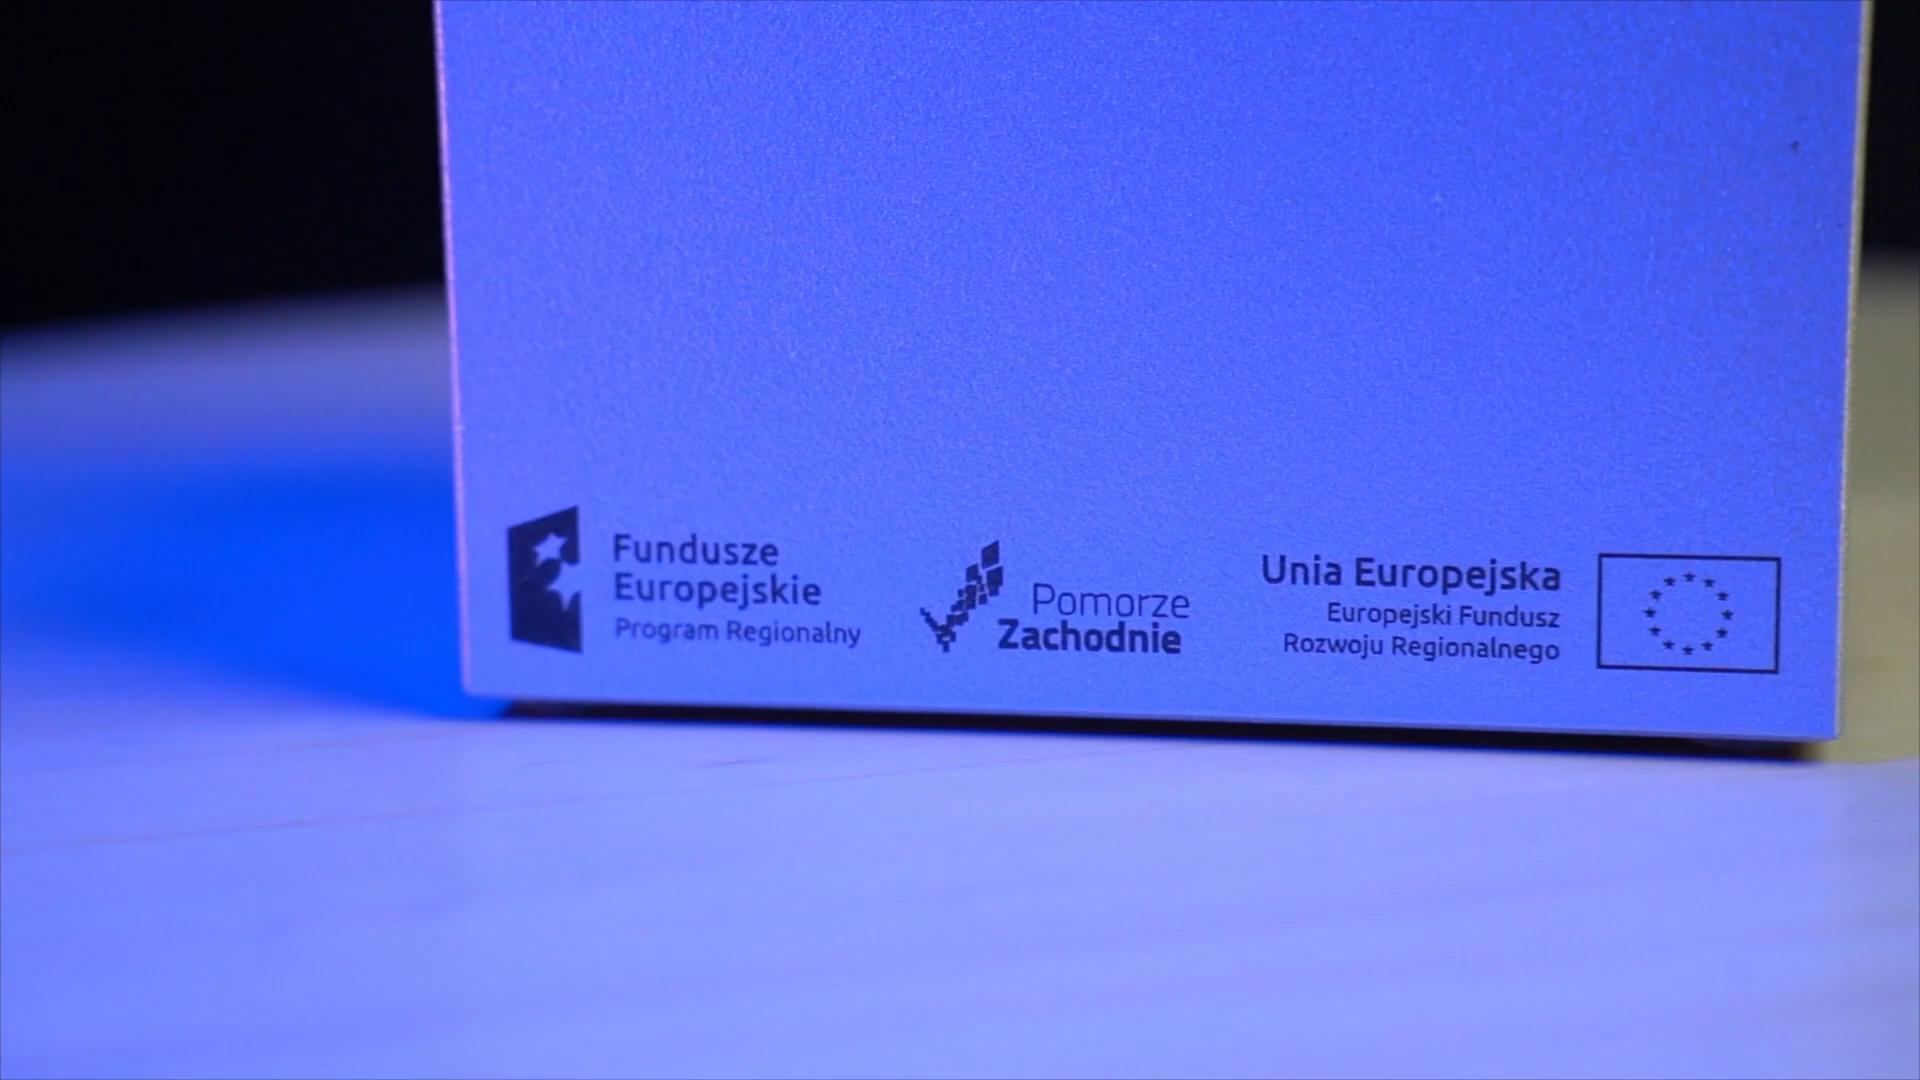 Fundusze
Europejskie
Program Regionalny
Pomorze
Zachodnie
Unia Europejska
Europejski Fundusz
Rozwoju Regionalnego